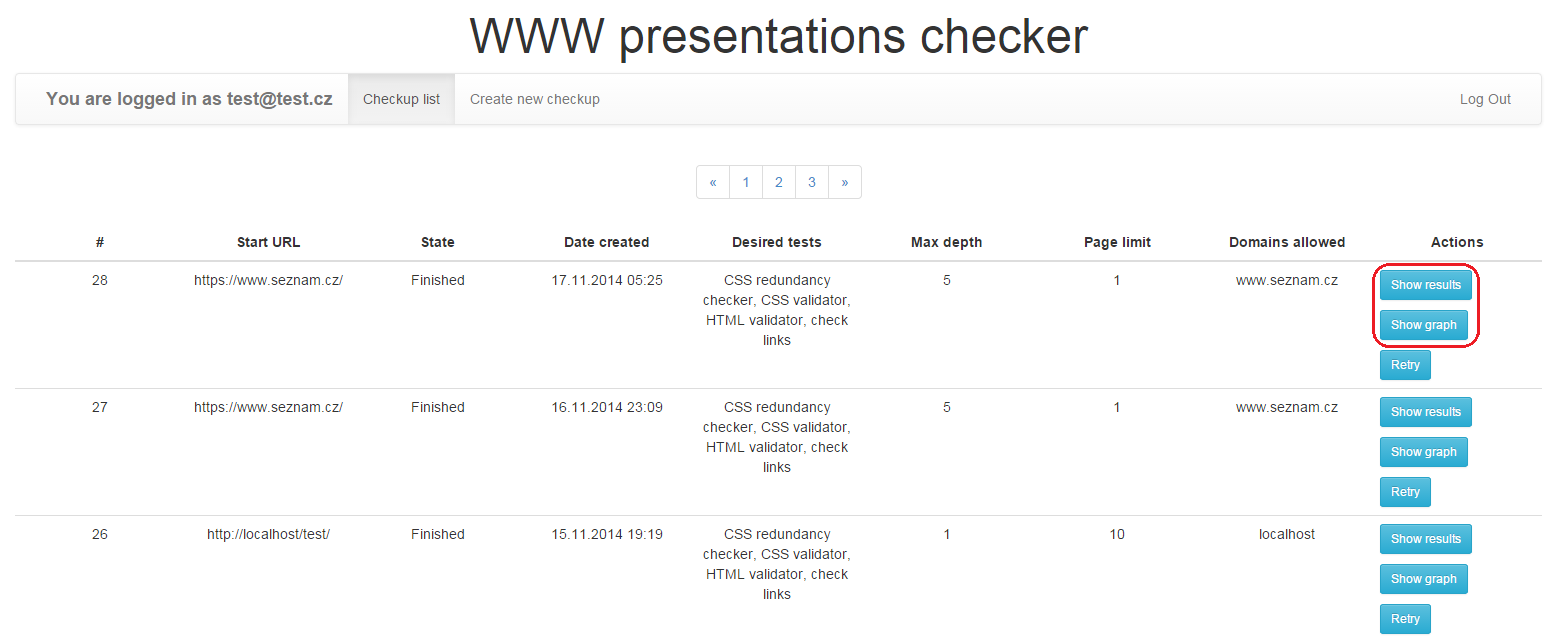 WWW presentations checker
You are logged in as test@test.cz Checkup list Create new checkup Log Out
« 1 2 3 »
# Start URL State Date created Desired tests Max depth Page limit Domains allowed Actions
28 https://www.seznam.cz/ Finished 17.11.2014 05:25 CSS redundancy 5 1 www.seznam.cz Show results
checker, CSS validator,
HTML validator, check Show graph
links
Retry
27 https://www.seznam.cz/ Finished 16.11.2014 23:09 CSS redundancy 5 1 www.seznam.cz Show results
checker, CSS validator,
HTML validator, check Show graph
links
Retry
26 http://localhost/test/ Finished 15.11.2014 19:19 CSS redundancy 1 10 localhost Show results
checker, CSS validator,
HTML validator, check Show graph
links
Retry